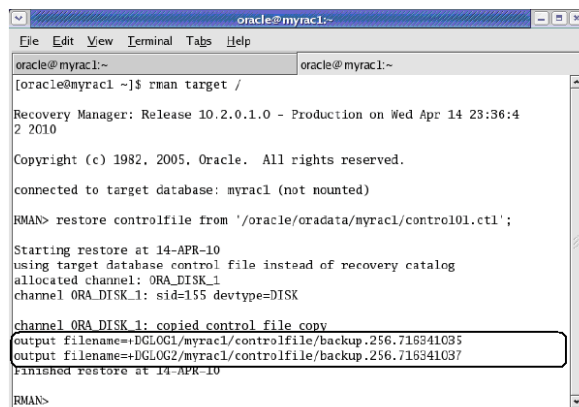 oracle@myrac1:~
File Edit View Terminal Tabs Help
oracle@myrac1:~ oracle@myrac1:~
[oracle@myrac1 ~]$ rman target /
Recovery Manager: Release 10.2.0.1.0 - Production on Wed Apr 14 23:36:4
2 2010
Copyright (c) 1982, 2005, Oracle. All rights reserved.
connected to target database: myrac1 (not mounted)
RMAN> restore controlfile from '/oracle/oradata/myrac1/control01.ctl';
Starting restore at 14-APR-10
using target database control file instead of recovery catalog
allocated channel: ORA_DISK_1
channel ORA_DISK_1: sid=155 devtype=DISK
channel ORA_DISK_1: copied control file copy
output filename=+DGLOG1/myrac1/controlfile/backup.256.716341035
output filename=+DGLOG2/myrac1/controlfile/backup.256.716341037
Finished restore at 14-APR-10
RMAN>